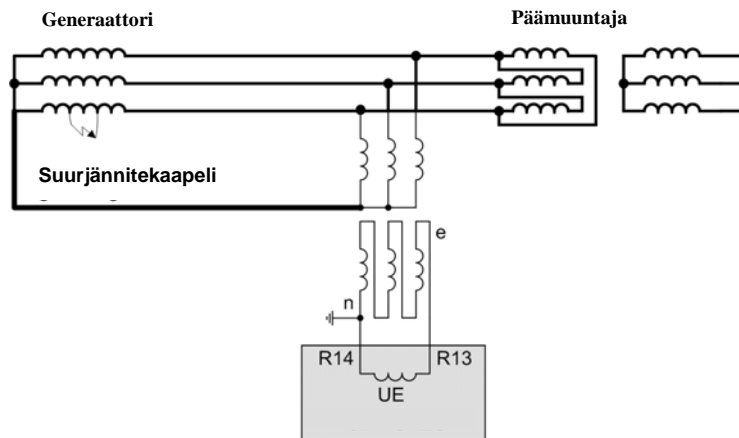 Generaattori
Päämuuntaja
Suurjännitekaapeli
e
n
R14
R13
UE